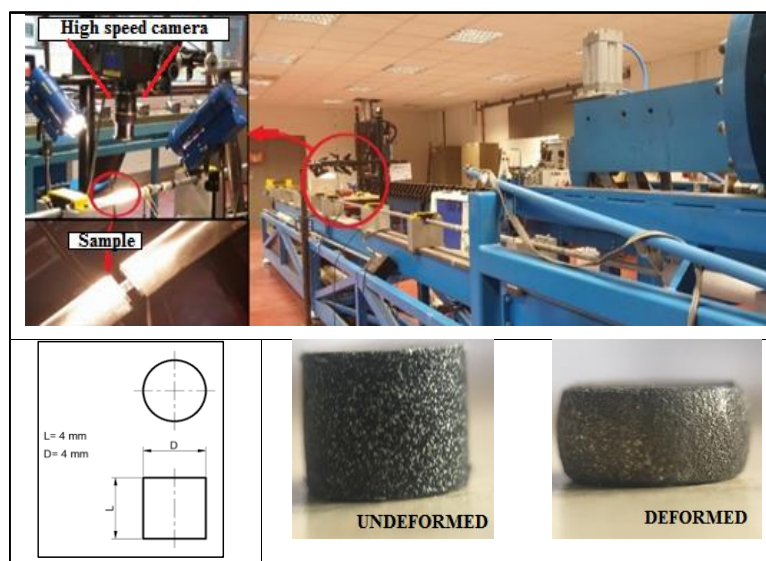 High speed camera
Sample
L= 4 mm
D= 4 mm
D
L
UNDEFORMED
DEFORMED